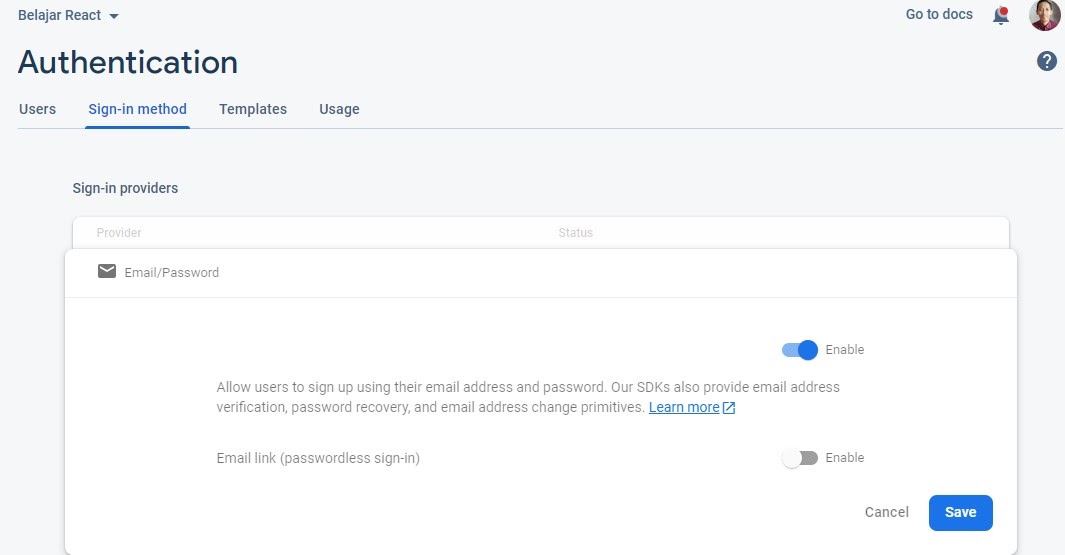 Belajar React
Go to docs
Authentication
?
Users
Sign-in method
Templates
Usage
Sign-in providers
Provider
Status
Email/Password
Enable
Allow users to sign up using their email address and password. Our SDKs also provide email address
verification, password recovery, and email address change primitives. Learn more
Email link (passwordless sign-in)
Enable
Cancel
Save